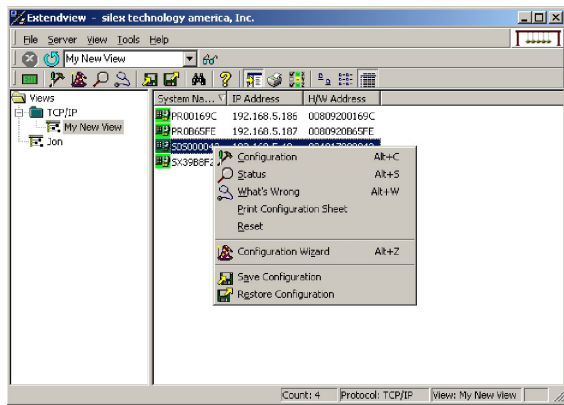 Extendview - silex technology america, Inc.
File Server View Tools Help
My New View
Views
TCP/IP
My New View
Jon
System Na... IP Address H/W Address
PR00169C 192.168.5.186 00809200169C
PR0B65FE 192.168.5.187 0080920B65FE
SDS000042
SX39B8F2
Configuration Alt+C
Status Alt+S
What's Wrong Alt+W
Print Configuration Sheet
Reset
Configuration Wizard Alt+Z
Save Configuration
Restore Configuration
Count: 4 Protocol: TCP/IP View: My New View